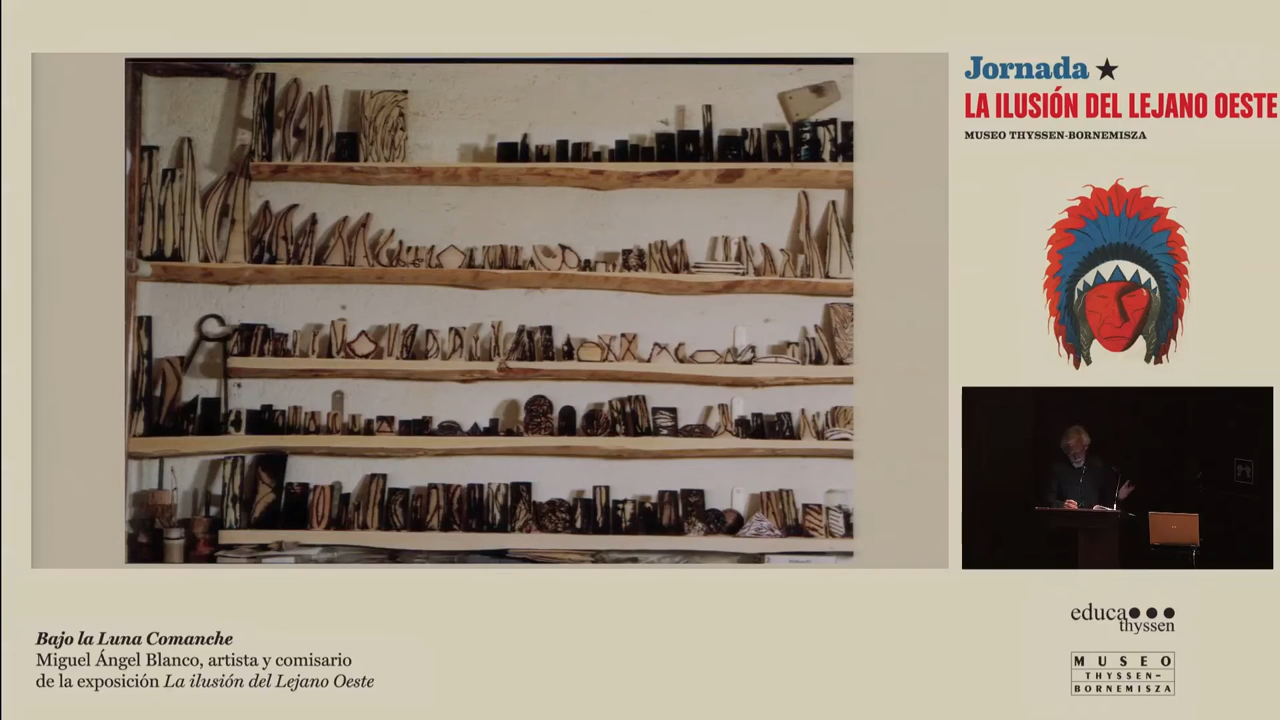 Jornada ★
LA ILUSIÓN DEL LEJANO OESTE
MUSEO THYSSEN-BORNEMISZA
Bajo la Luna Comanche
Miguel Ángel Blanco, artista y comisario
de la exposición La ilusión del Lejano Oeste
educa
thyssen
MUSEO
THYSSEN-
BORNEMISZA